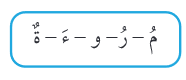 مُ – رُ – و – ءَ – ةٌ